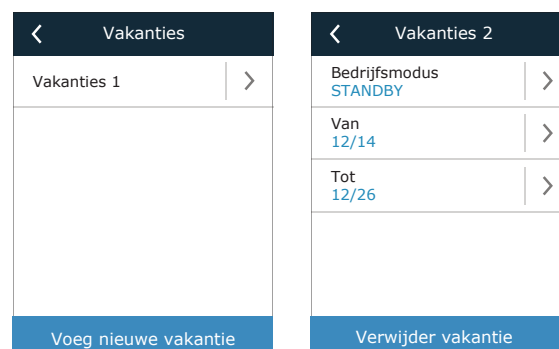 Vakanties
Vakanties 1
Voeg nieuwe vakantie
Vakanties 2
Bedrijfsmodus
STANDBY
Van
12/14
Tot
12/26
Verwijder vakantie